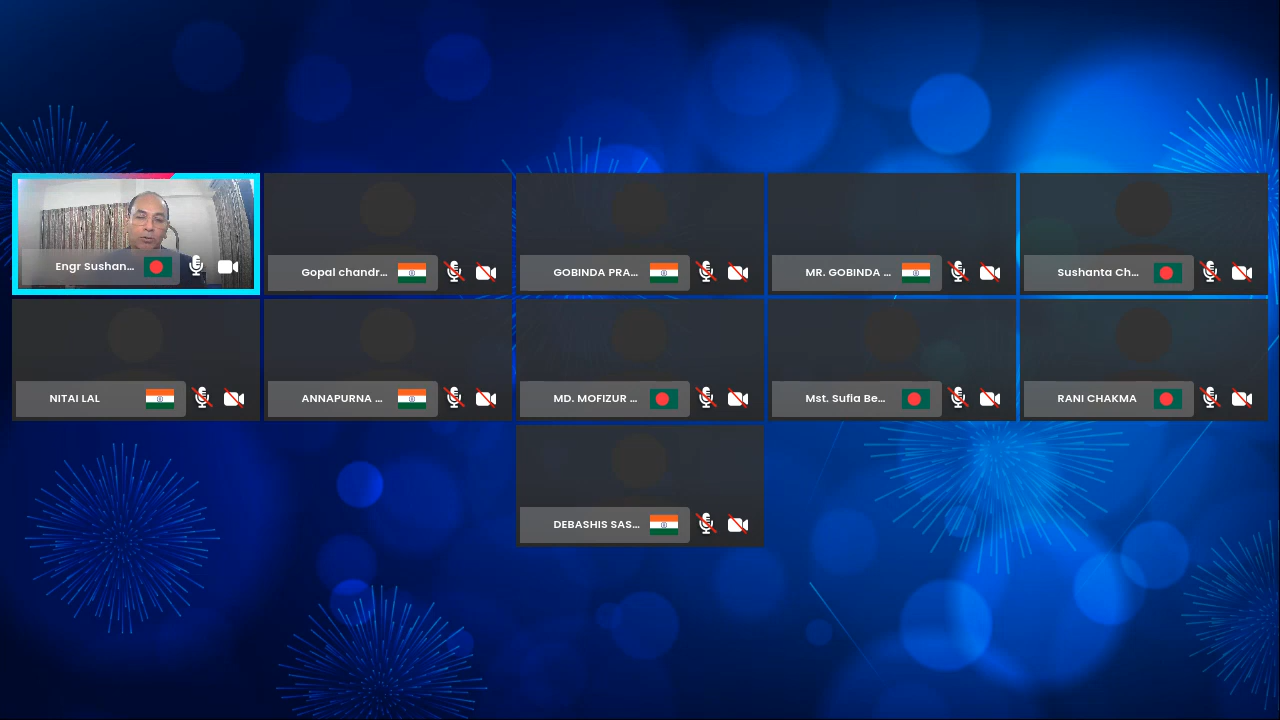 Engr Sushan...
Gopal chandr...
GOBINDA PRA...
MR. GOBINDA ...
Sushanta Ch...
NITAI LAL
ANNAPURNA ...
MD. MOFIZUR ...
Mst. Sufia Be...
RANI CHAKMA
DEBASHIS SAS...